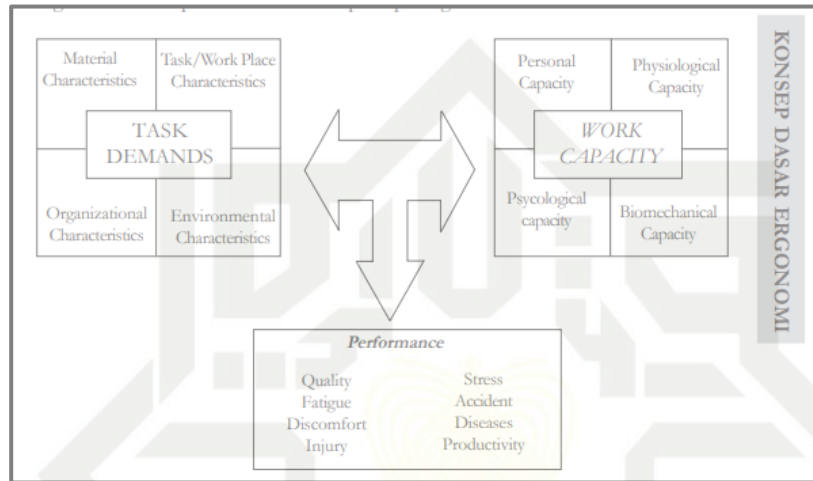 Material
Characteristics
Task/Work Place
Characteristics
TASK
DEMANDS
Organizational
Characteristics
Environmental
Characteristics
Personal
Capacity
Physiological
Capacity
WORK
CAPACITY
Psycological
capacity
Biomechanical
Capacity
KONSEP DASAR ERGONOMI
Performance
Quality
Fatigue
Discomfort
Injury
Stress
Accident
Diseases
Productivity